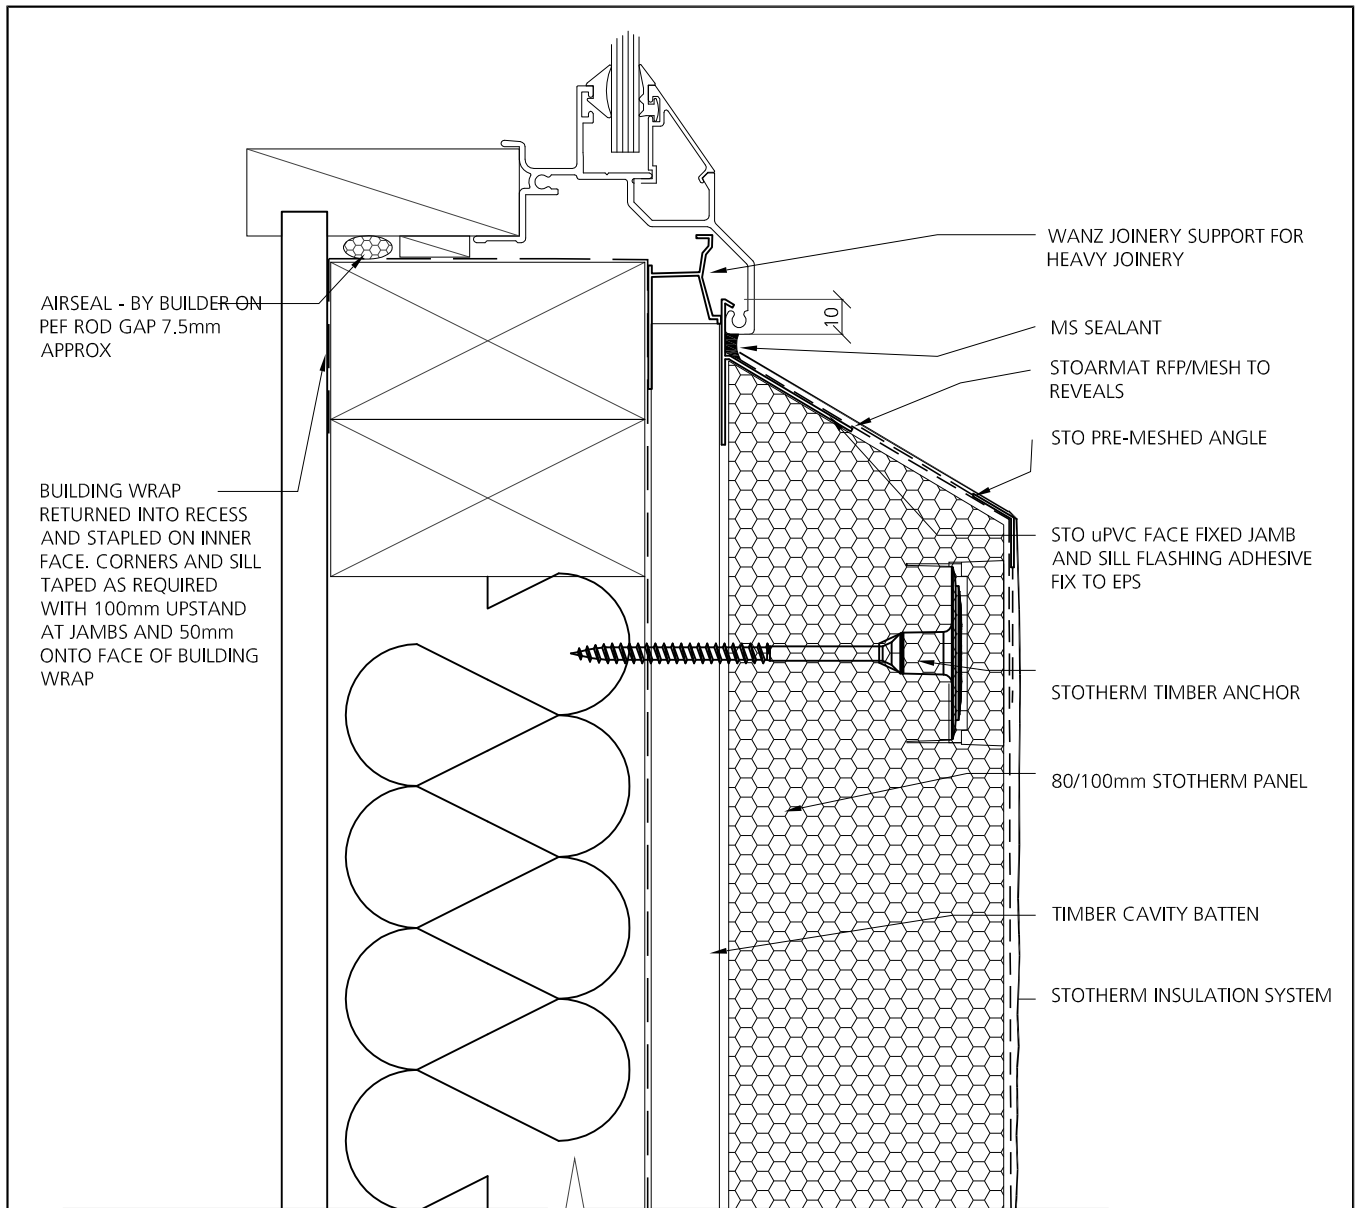 AIRSEAL - BY BUILDER ON
PEF ROD GAP 7.5mm
APPROX
BUILDING WRAP
RETURNED INTO RECESS
AND STAPLED ON INNER
FACE. CORNERS AND SILL
TAPED AS REQUIRED
WITH 100mm UPSTAND
AT JAMBS AND 50mm
ONTO FACE OF BUILDING
WRAP
WANZ JOINERY SUPPORT FOR
HEAVY JOINERY
10
MS SEALANT
STOARMAT RFP/MESH TO
REVEALS
STO PRE-MESHED ANGLE
STO uPVC FACE FIXED JAMB
AND SILL FLASHING ADHESIVE
FIX TO EPS
STOTHERM TIMBER ANCHOR
80/100mm STOTHERM PANEL
TIMBER CAVITY BATTEN
STOTHERM INSULATION SYSTEM